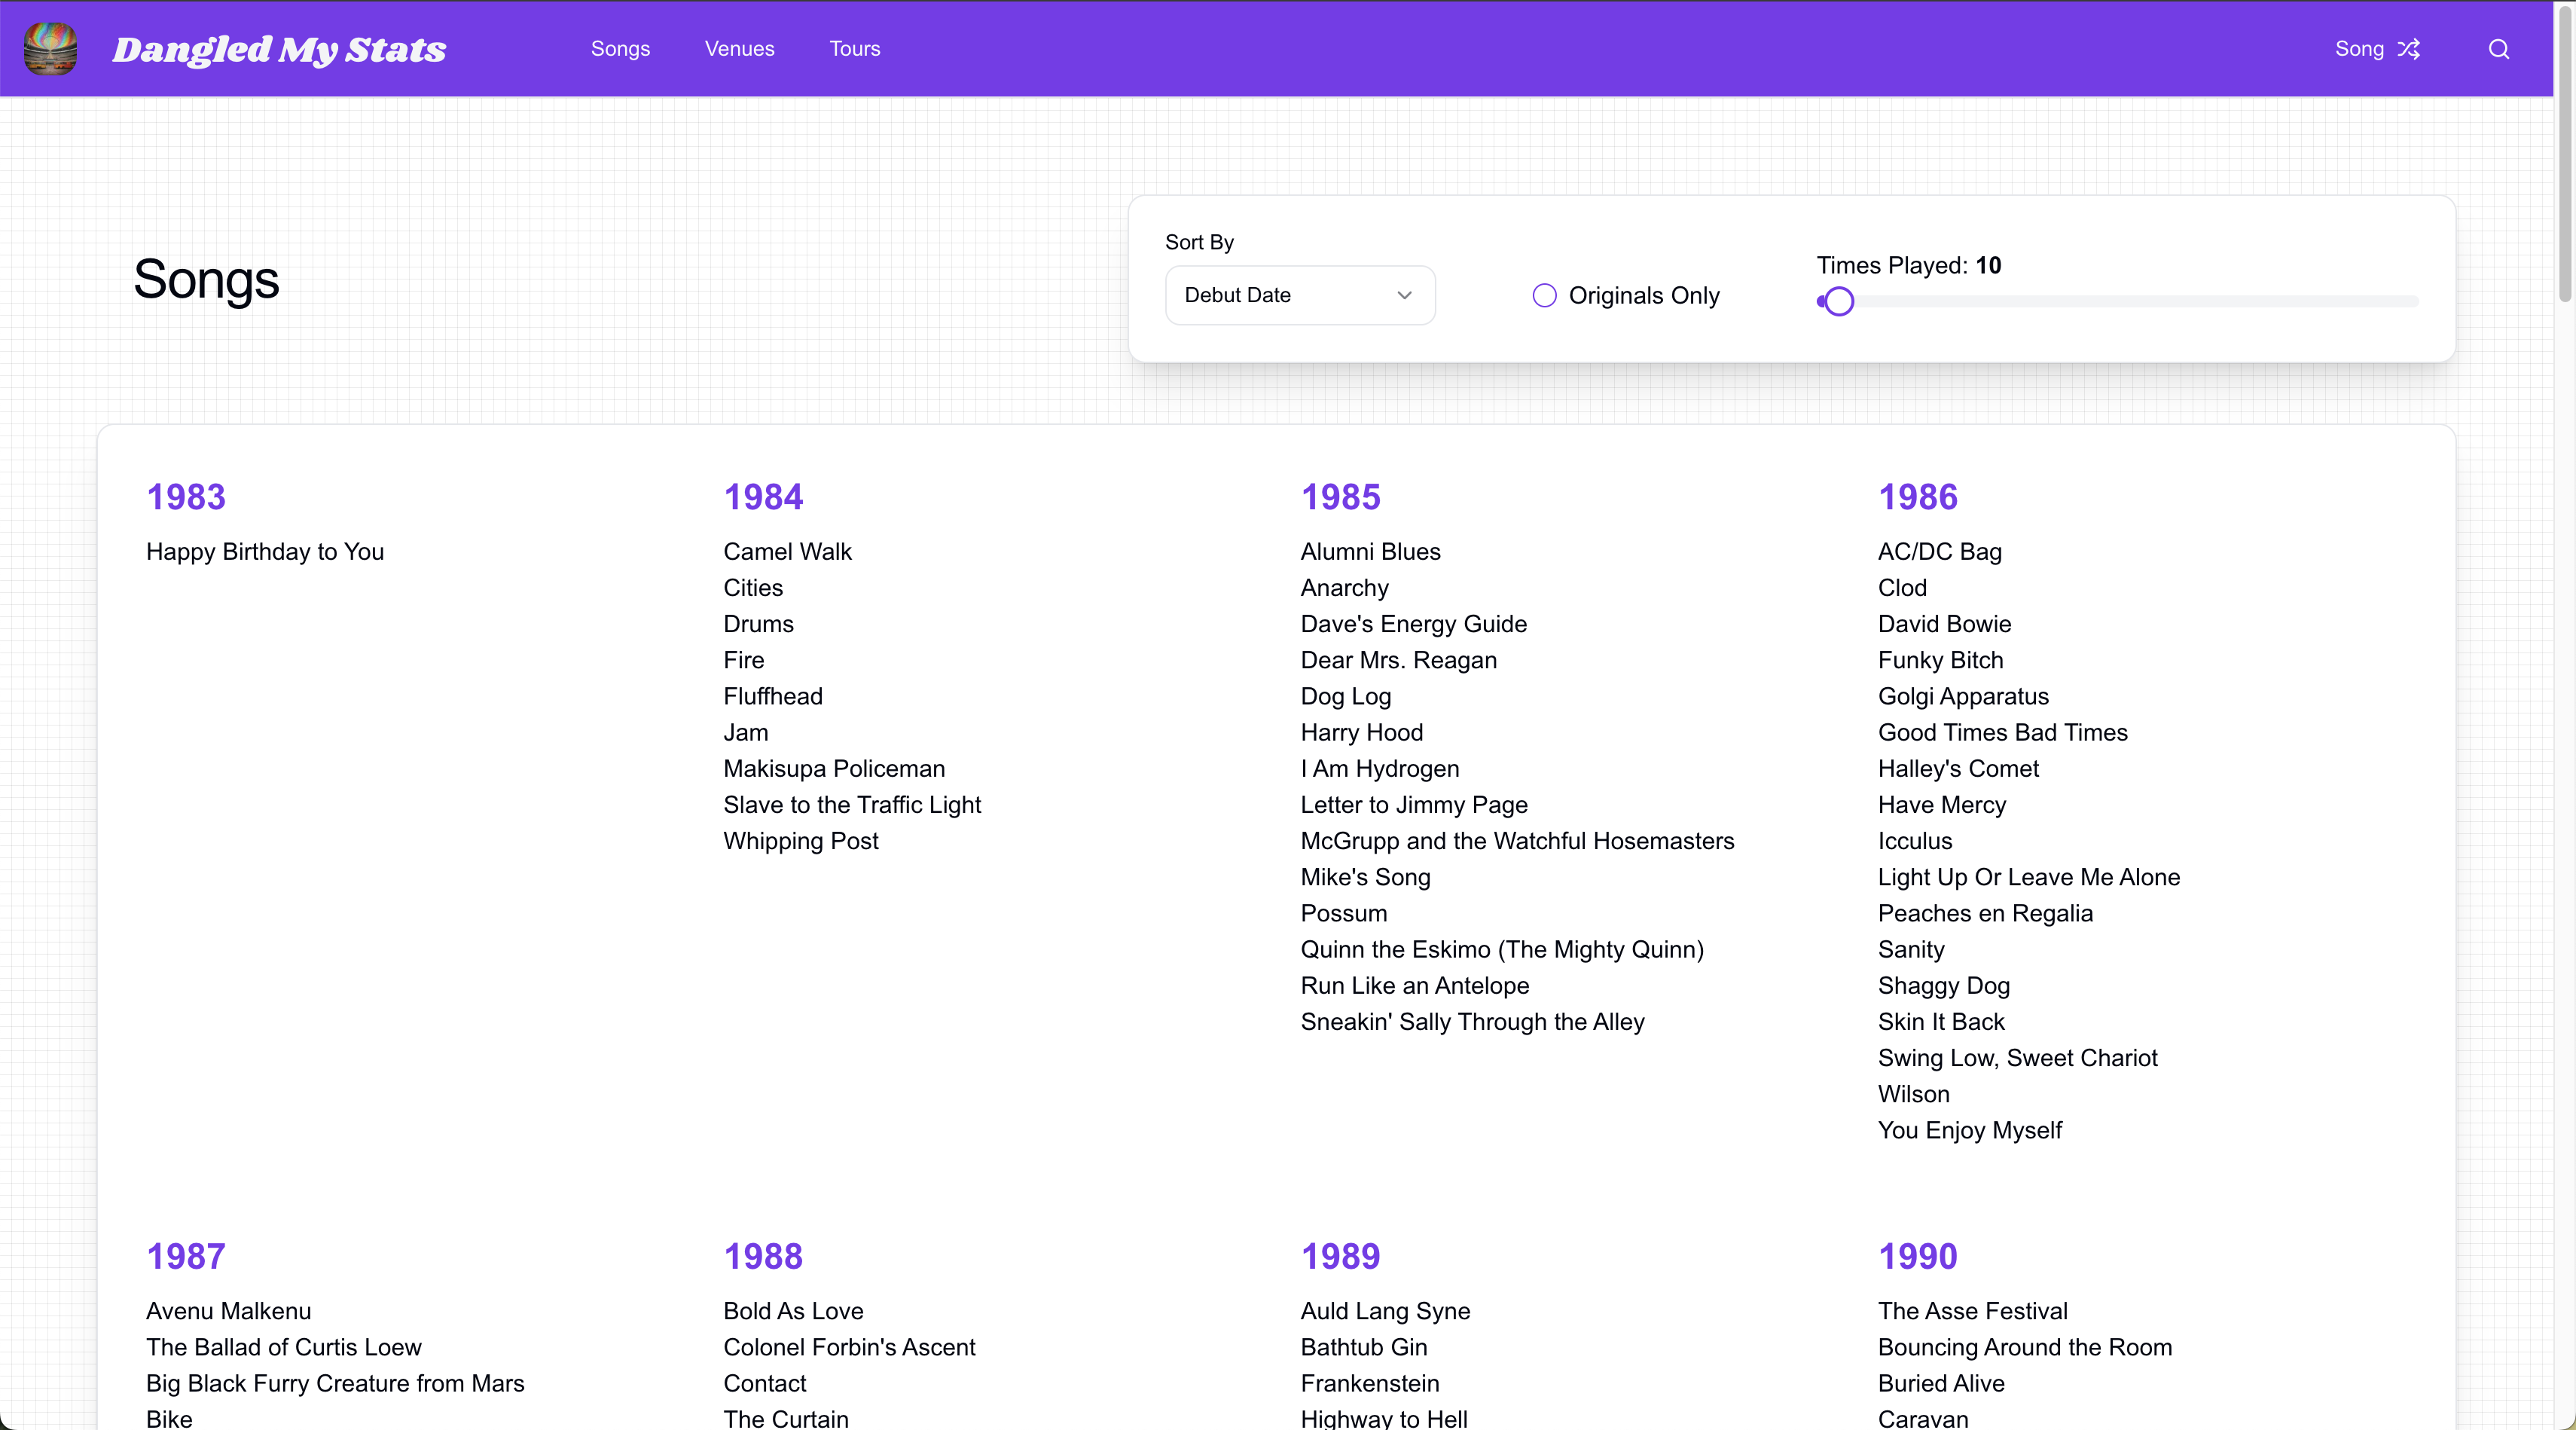 Dangled My Stats
Songs
Venues
Tours
Song
Songs
Sort By
Debut Date
Originals Only
Times Played: 10
1983
Happy Birthday to You
1984
Camel Walk
Cities
Drums
Fire
Fluffhead
Jam
Makisupa Policeman
Slave to the Traffic Light
Whipping Post
1985
Alumni Blues
Anarchy
Dave's Energy Guide
Dear Mrs. Reagan
Dog Log
Harry Hood
I Am Hydrogen
Letter to Jimmy Page
McGrupp and the Watchful Hosemasters
Mike's Song
Possum
Quinn the Eskimo (The Mighty Quinn)
Run Like an Antelope
Sneakin' Sally Through the Alley
1986
AC/DC Bag
Clod
David Bowie
Funky Bitch
Golgi Apparatus
Good Times Bad Times
Halley's Comet
Have Mercy
Icculus
Light Up Or Leave Me Alone
Peaches en Regalia
Sanity
Shaggy Dog
Skin It Back
Swing Low, Sweet Chariot
Wilson
You Enjoy Myself
1987
Avenu Malkenu
The Ballad of Curtis Loew
Big Black Furry Creature from Mars
Bike
1988
Bold As Love
Colonel Forbin's Ascent
Contact
The Curtain
1989
Auld Lang Syne
Bathtub Gin
Frankenstein
Highway to Hell
1990
The Asse Festival
Bouncing Around the Room
Buried Alive
Caravan